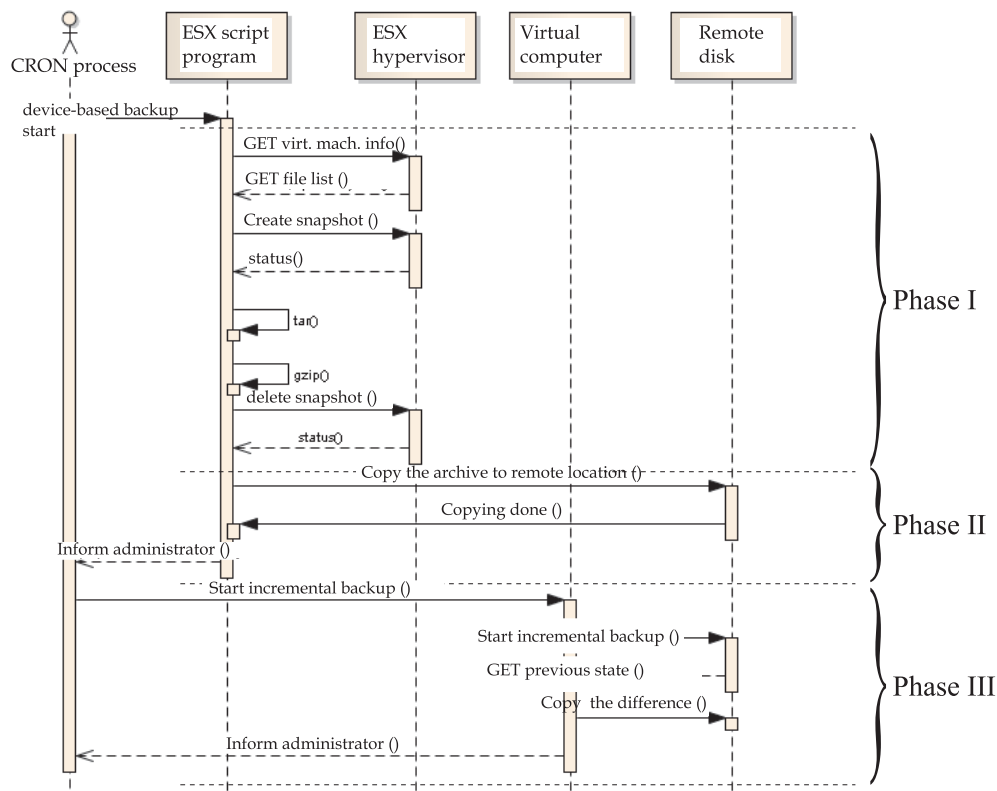 CRON process
ESX script
program
ESX
hypervisor
Virtual
computer
Remote
disk
device-based backup
start
GET virt. mach. info()
GET file list ()
Create snapshot ()
status()
tar()
gzip()
delete snapshot ()
status()
Phase I
Copy the archive to remote location ()
Copying done ()
Inform administrator ()
Phase II
Start incremental backup ()
Start incremental backup ()
GET previous state ()
Copy the difference ()
Inform administrator ()
Phase III